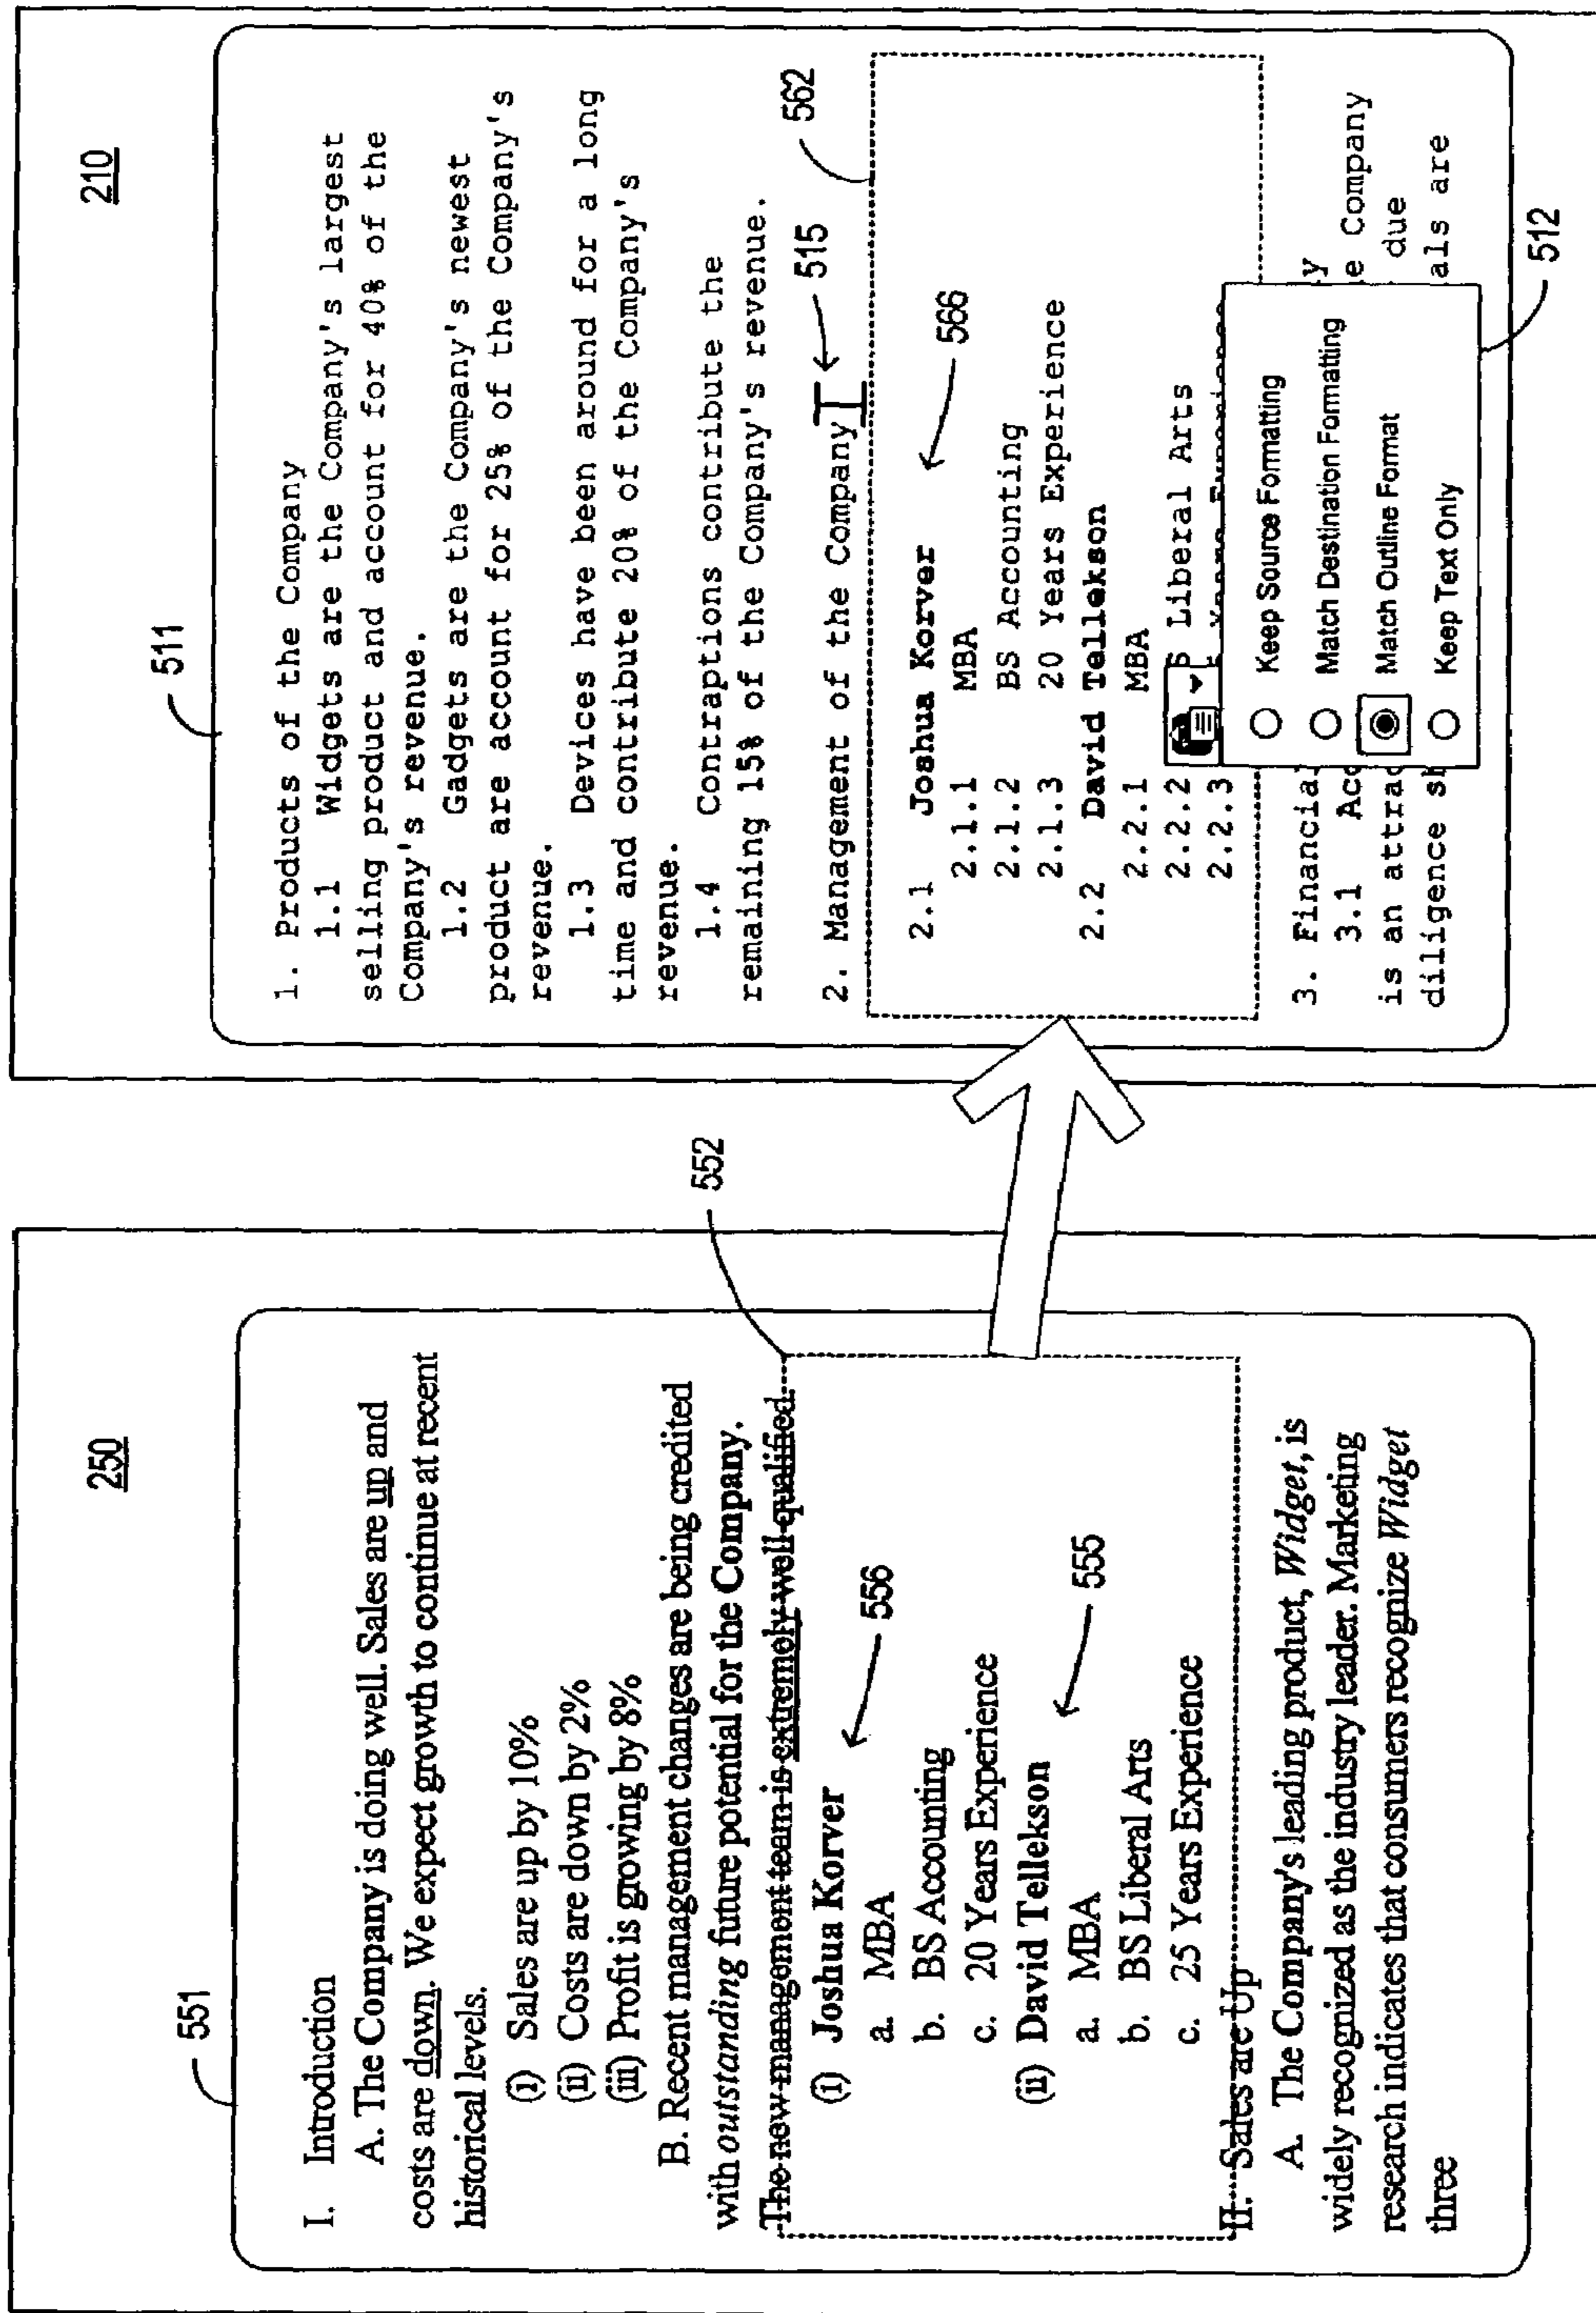 250
551
I. Introduction
A. The Company is doing well. Sales are up and
costs are down. We expect growth to continue at recent
historical levels.
(i) Sales are up by 10%
(ii) Costs are down by 2%
(iii) Profit is growing by 8%
B. Recent management changes are being credited
with outstanding future potential for the Company.
The new management team is extremely well qualified.
552
(i) Joshua Korver
556
a. MBA
b. BS Accounting
c. 20 Years Experience
(ii) David Tellekson
555
a. MBA
b. BS Liberal Arts
c. 25 Years Experience
II. Sales are Up
A. The Company's leading product, Widget, is
widely recognized as the industry leader. Marketing
research indicates that consumers recognize Widget
three
210
511
1. Products of the Company
1.1 Widgets are the Company's largest
selling product and account for 40% of the
Company's revenue.
1.2 Gadgets are the Company's newest
product are account for 25% of the Company's
revenue.
1.3 Devices have been around for a long
time and contribute 20% of the Company's
revenue.
1.4 Contraptions contribute the
remaining 15% of the Company's revenue.
515
2. Management of the Company
562
2.1 Joshua Korver
566
2.1.1 MBA
2.1.2 BS Accounting
2.1.3 20 Years Experience
2.2 David Tellekson
2.2.1 MBA
2.2.2 S Liberal Arts
2.2.3
Keep Source Formatting
Match Destination Formatting
Match Outline Format
Keep Text Only
512
3. Financial
3.1 Acc y
is an attrac e Company
due
diligence sh als are